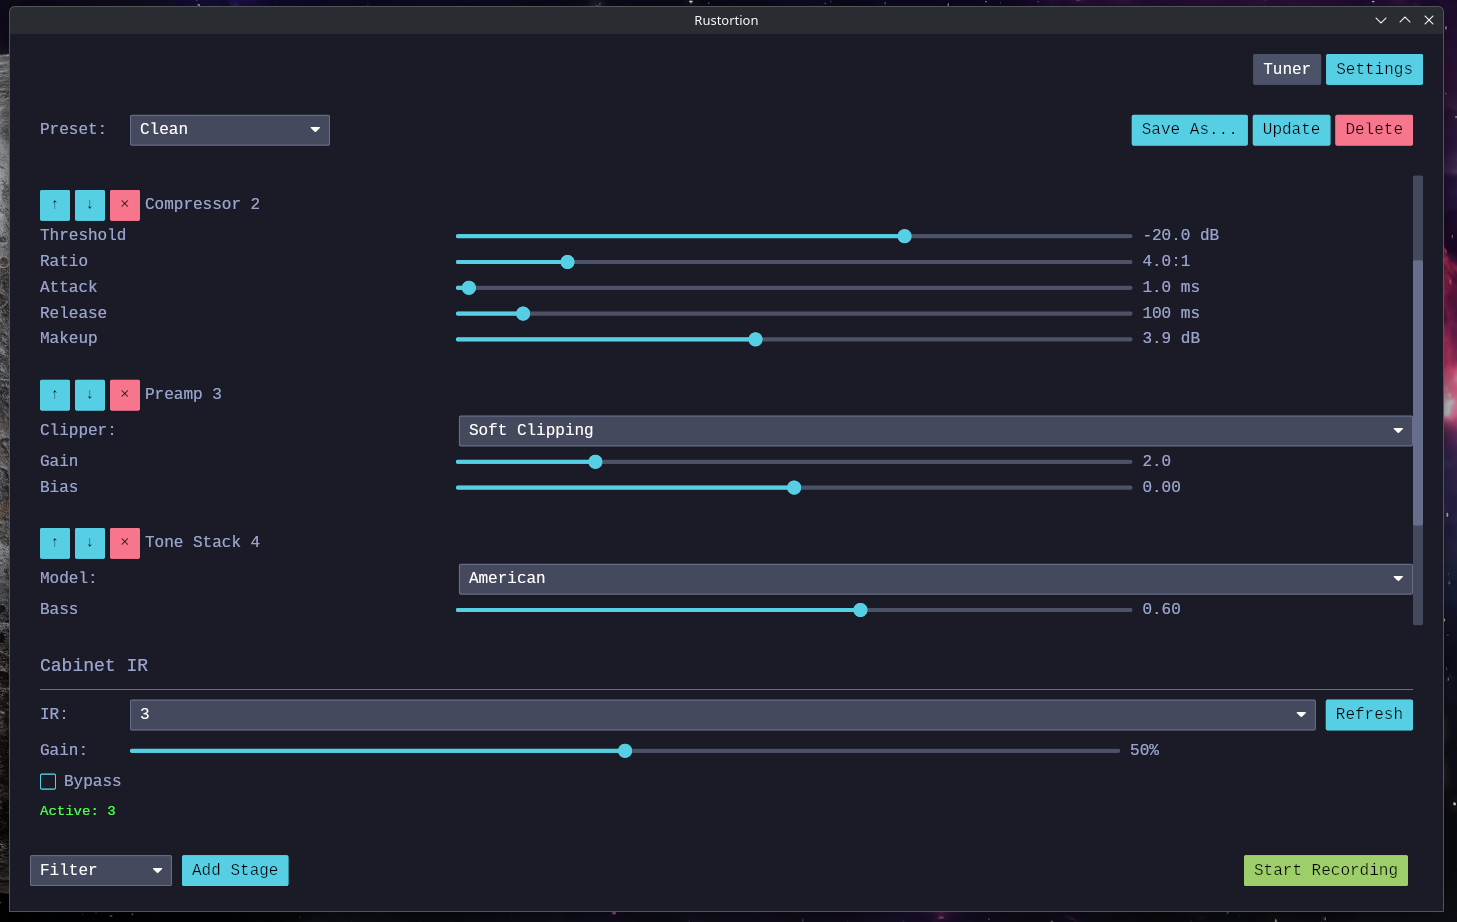 Rustortion
Tuner Settings
Preset: Clean Save As... Update Delete
↑ ↓ × Compressor 2
Threshold -20.0 dB
Ratio 4.0:1
Attack 1.0 ms
Release 100 ms
Makeup 3.9 dB
↑ ↓ × Preamp 3
Clipper: Soft Clipping
Gain 2.0
Bias 0.00
↑ ↓ × Tone Stack 4
Model: American
Bass 0.60
Cabinet IR
IR: 3 Refresh
Gain: 50%
Bypass
Active: 3
Filter Add Stage Start Recording